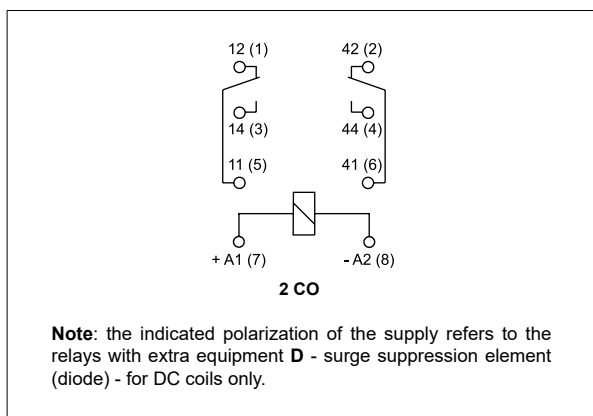 12 (1) 42 (2)
14 (3) 44 (4)
11 (5) 41 (6)
+ A1 (7) - A2 (8)
2 CO
Note: the indicated polarization of the supply refers to the
relays with extra equipment D - surge suppression element
(diode) - for DC coils only.